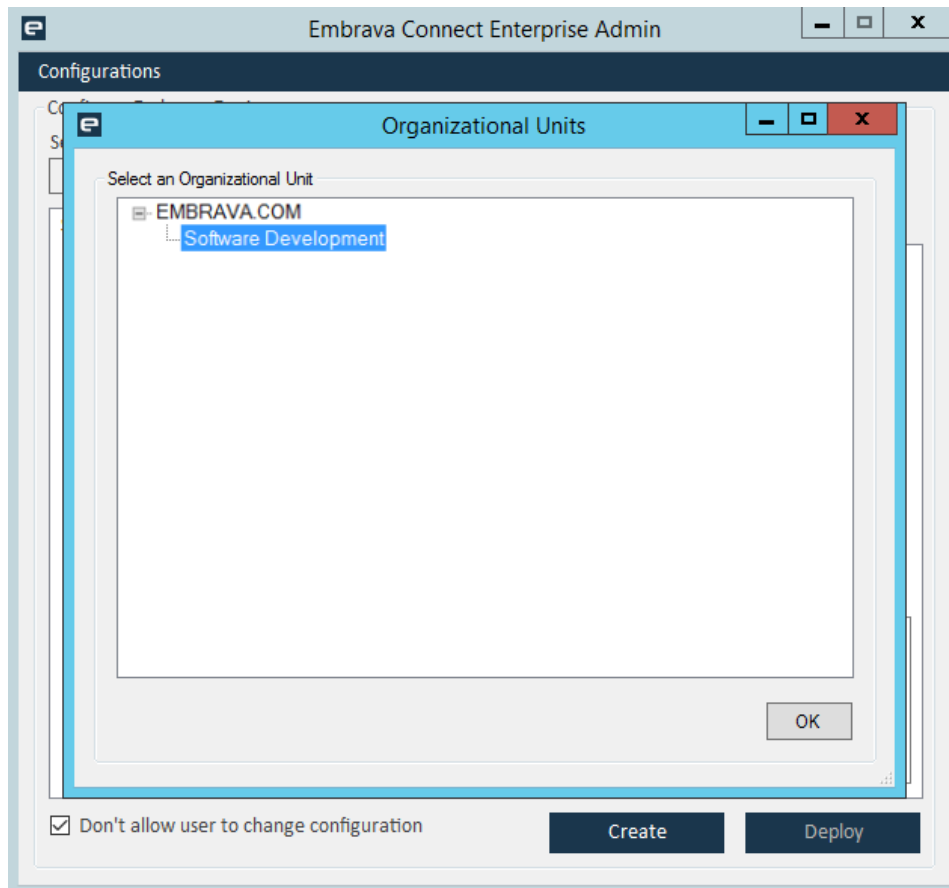 Embrava Connect Enterprise Admin
Configurations
Organizational Units
Select an Organizational Unit
EMBRAVA.COM
Software Development
OK
Don't allow user to change configuration
Create
Deploy